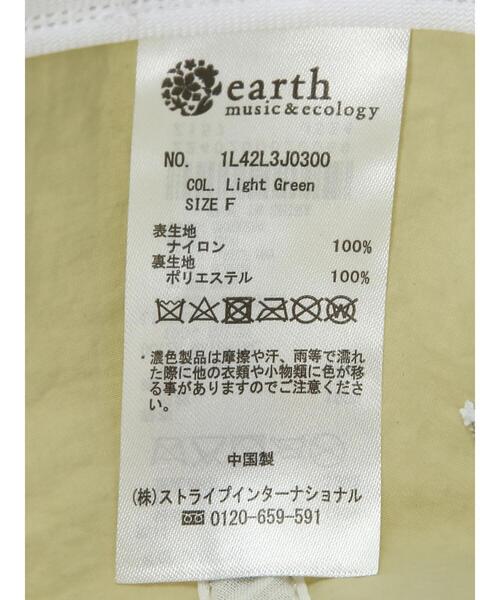 earth
music&ecology
NO. 1L42L3J0300
COL. Light Green
SIZE F
表生地
ナイロン 100%
裏生地
ポリエステル 100%
・濃色製品は摩擦や汗、雨等で濡れ
た際に他の衣類や小物類に色が移
る事がありますのでご注意くださ
い。
中国製
(株)ストライプインターナショナル
0120-659-591